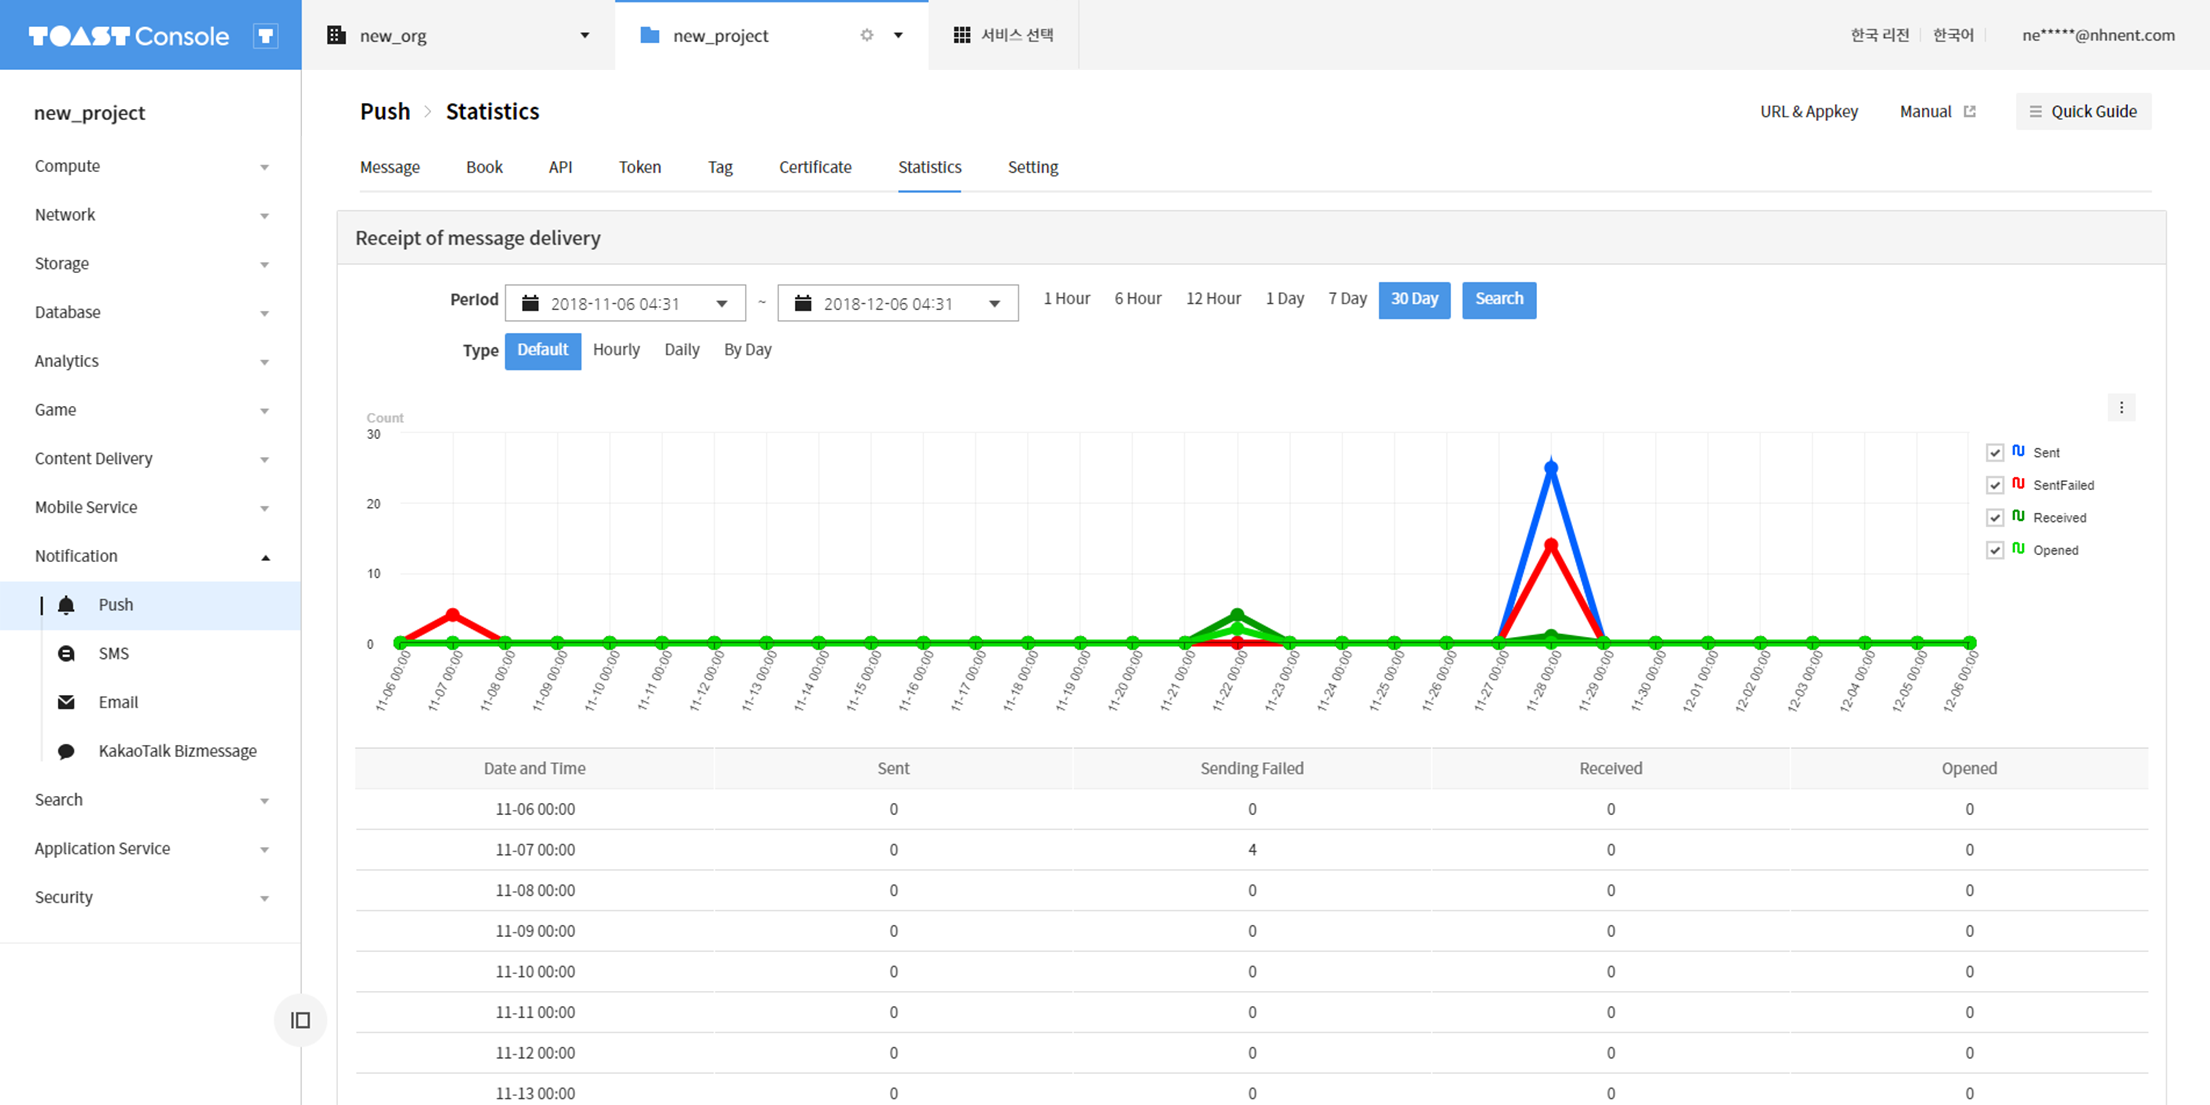 TOAST Console
new_org
new_project
서비스 선택
한국 리전
한국어
ne*****@nhnent.com
new_project
Compute
Network
Storage
Database
Analytics
Game
Content Delivery
Mobile Service
Notification
Push
SMS
Email
KakaoTalk Bizmessage
Search
Application Service
Security
Push > Statistics
URL & Appkey
Manual
Quick Guide
Message Book API Token Tag Certificate Statistics Setting
Receipt of message delivery
Period 2018-11-06 04:31 ~ 2018-12-06 04:31 1 Hour 6 Hour 12 Hour 1 Day 7 Day 30 Day Search
Type Default Hourly Daily By Day
Count
30
20
10
0
11-06 00:00
11-07 00:00
11-08 00:00
11-09 00:00
11-10 00:00
11-11 00:00
11-12 00:00
11-13 00:00
11-14 00:00
11-15 00:00
11-16 00:00
11-17 00:00
11-18 00:00
11-19 00:00
11-20 00:00
11-21 00:00
11-22 00:00
11-23 00:00
11-24 00:00
11-25 00:00
11-26 00:00
11-27 00:00
11-28 00:00
11-29 00:00
11-30 00:00
12-01 00:00
12-02 00:00
12-03 00:00
12-04 00:00
12-05 00:00
12-06 00:00
Sent
SentFailed
Received
Opened
Date and Time Sent Sending Failed Received Opened
11-06 00:00 0 0 0 0
11-07 00:00 0 4 0 0
11-08 00:00 0 0 0 0
11-09 00:00 0 0 0 0
11-10 00:00 0 0 0 0
11-11 00:00 0 0 0 0
11-12 00:00 0 0 0 0
11-13 00:00 0 0 0 0